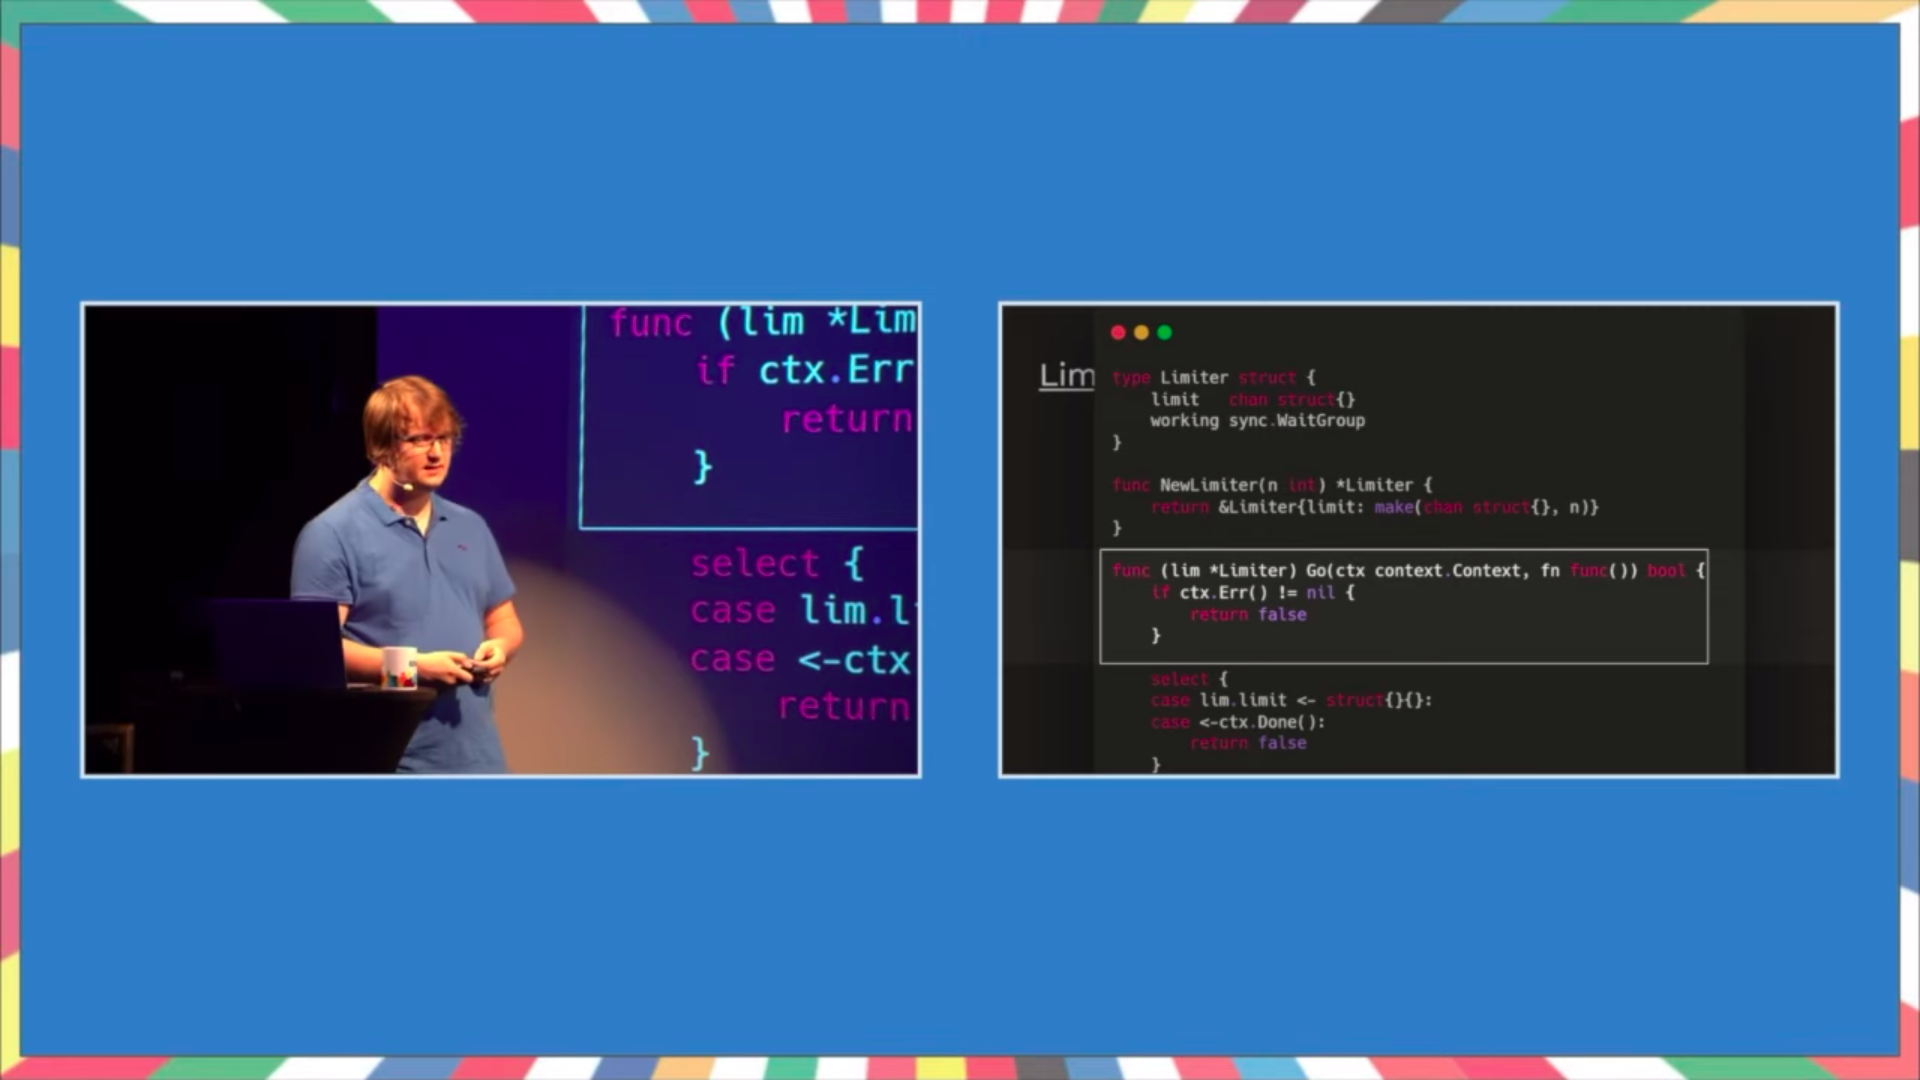 func (lim *Lim
if ctx.Err
return
}
select {
case lim.l
case <-ctx
return
}
Lim
type Limiter struct {
limit chan struct{}
working sync.WaitGroup
}
func NewLimiter(n int) *Limiter {
return &Limiter{limit: make(chan struct{}, n)}
}
func (lim *Limiter) Go(ctx context.Context, fn func()) bool {
if ctx.Err() != nil {
return false
}
select {
case lim.limit <- struct{}{}:
case <-ctx.Done():
return false
}